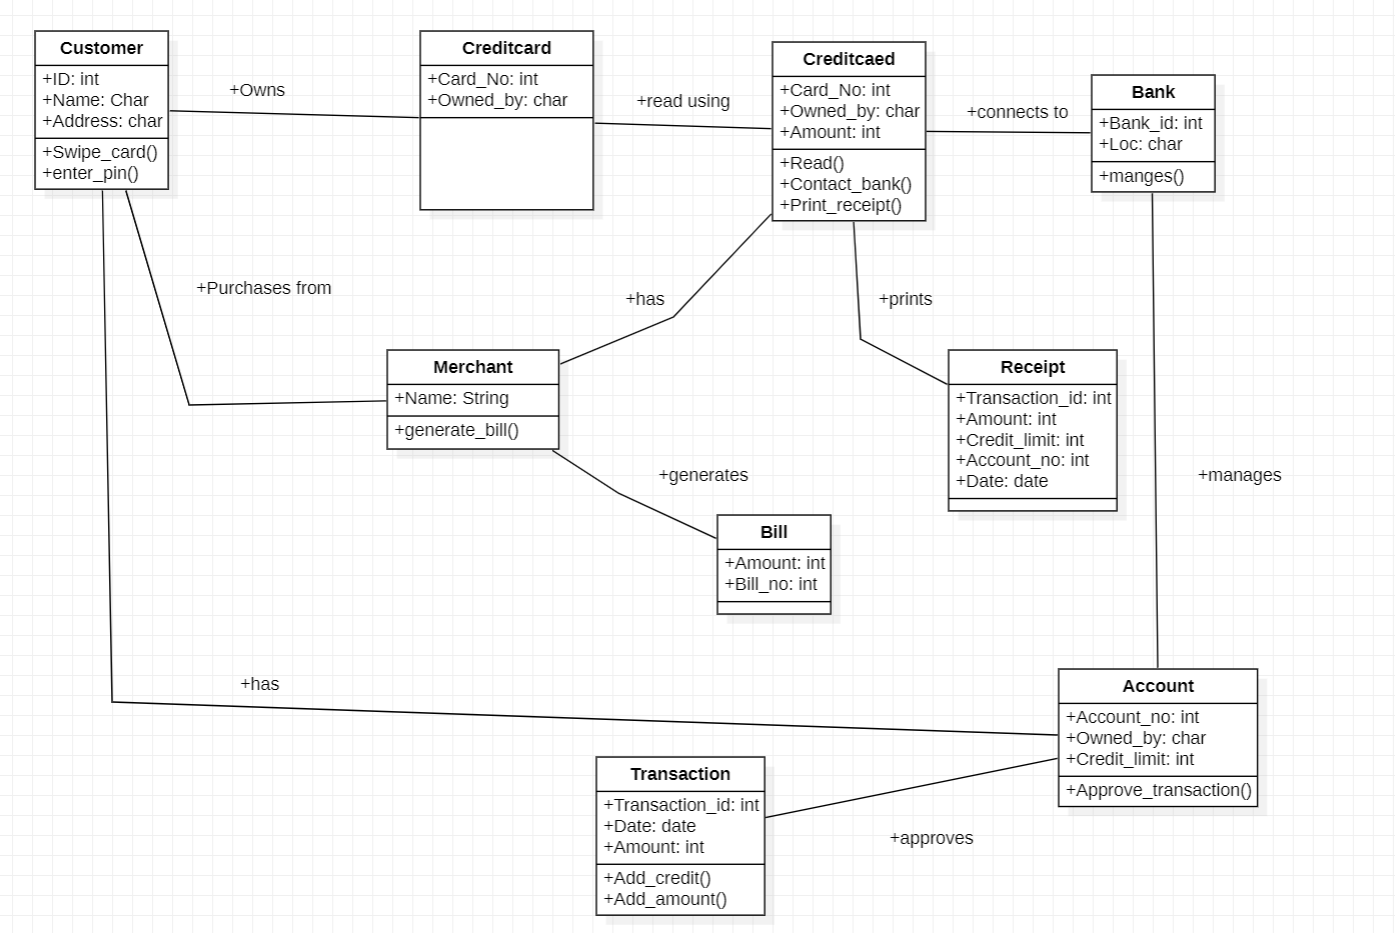 Customer
+ID: int
+Name: Char
+Address: char
+Swipe_card()
+enter_pin()
+Owns
Creditcard
+Card_No: int
+Owned_by: char
+read using
Creditcaed
+Card_No: int
+Owned_by: char
+Amount: int
+Read()
+Contact_bank()
+Print_receipt()
+connects to
Bank
+Bank_id: int
+Loc: char
+manges()
+Purchases from
+has
+prints
Merchant
+Name: String
+generate_bill()
Receipt
+Transaction_id: int
+Amount: int
+Credit_limit: int
+Account_no: int
+Date: date
+generates
+manages
Bill
+Amount: int
+Bill_no: int
+has
Account
+Account_no: int
+Owned_by: char
+Credit_limit: int
+Approve_transaction()
Transaction
+Transaction_id: int
+Date: date
+Amount: int
+Add_credit()
+Add_amount()
+approves